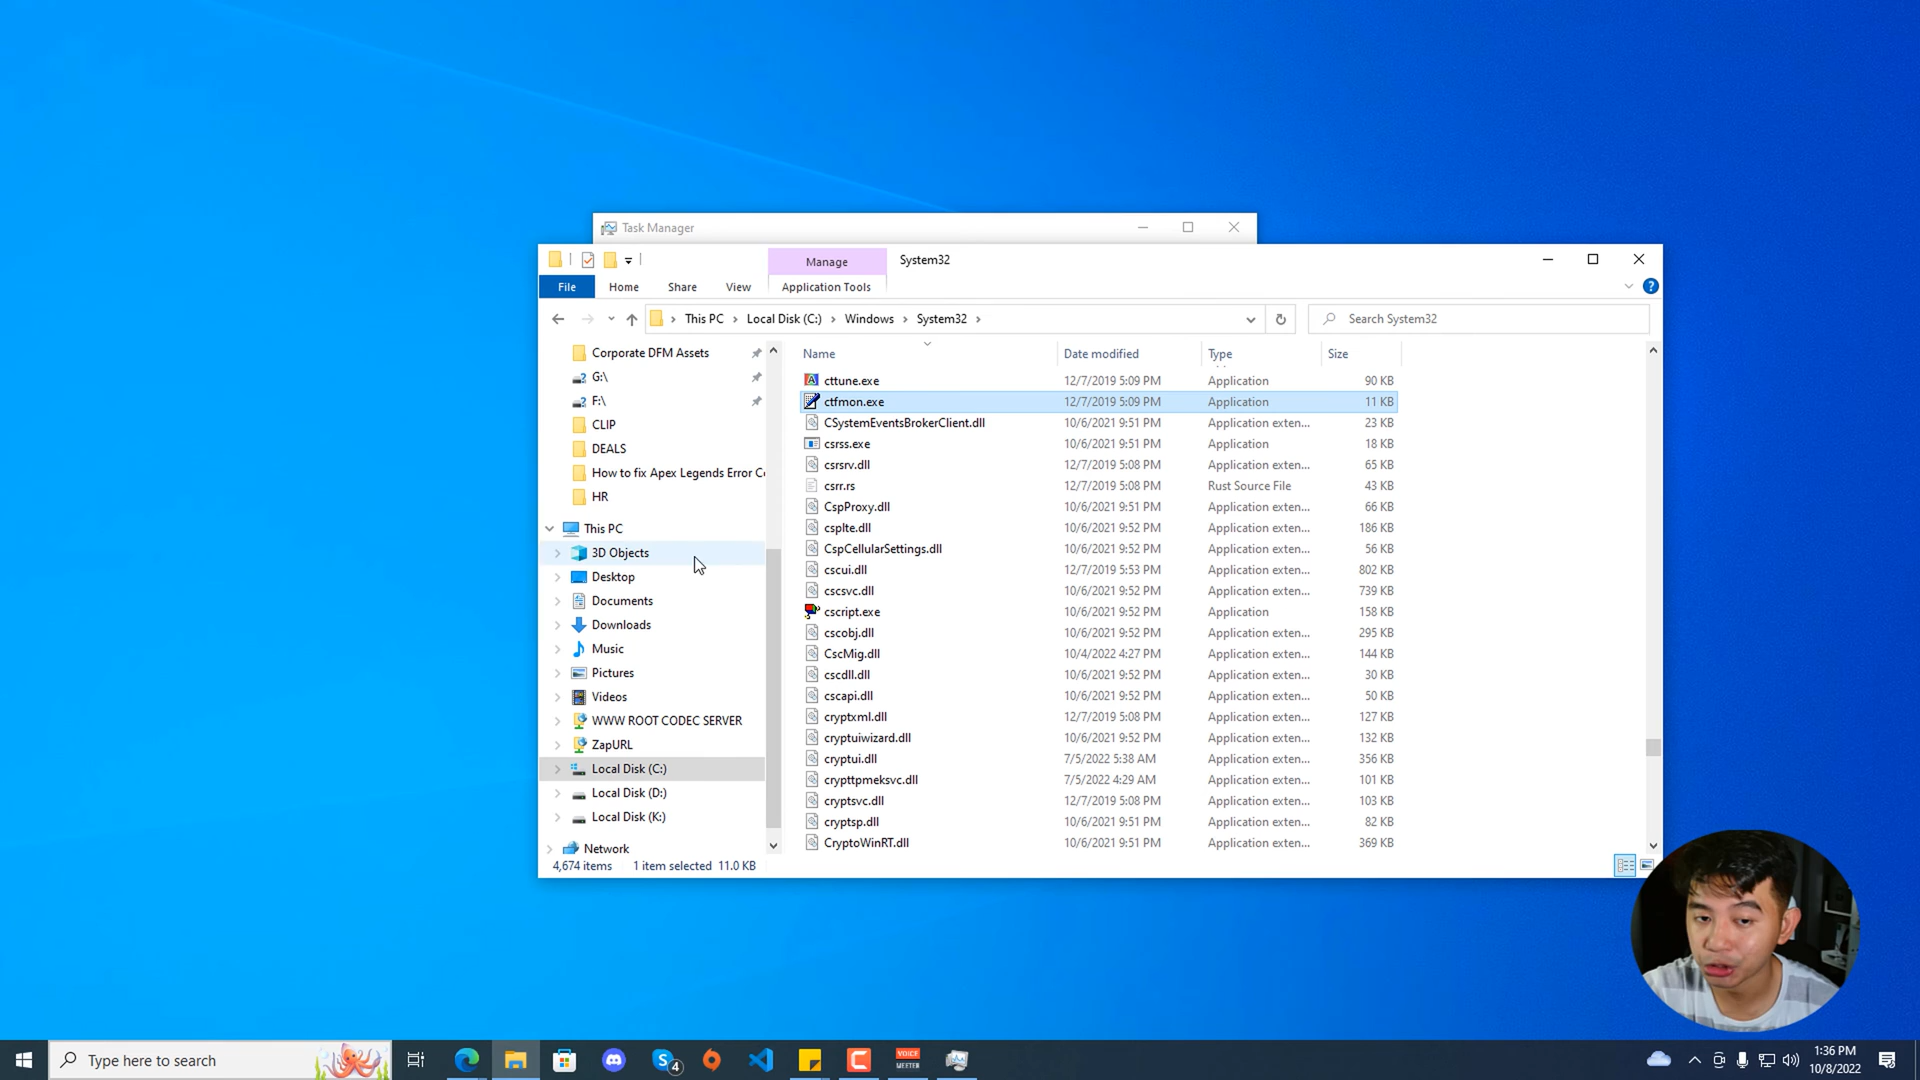 Task Manager
Manage
System32
File
Home
Share
View
Application Tools
This PC
Local Disk (C:)
Windows
System32
Search System32
Corporate DFM Assets
G:\
F:\
CLIP
DEALS
How to fix Apex Legends Error C
HR
This PC
3D Objects
Desktop
Documents
Downloads
Music
Pictures
Videos
WWW ROOT CODEC SERVER
ZapURL
Local Disk (C:)
Local Disk (D:)
Local Disk (K:)
Network
Name Date modified Type Size
cttune.exe 12/7/2019 5:09 PM Application 90 KB
ctfmon.exe 12/7/2019 5:09 PM Application 11 KB
CSystemEventsBrokerClient.dll 10/6/2021 9:51 PM Application exten... 23 KB
csrss.exe 10/6/2021 9:51 PM Application 18 KB
csrsrv.dll 12/7/2019 5:08 PM Application exten... 65 KB
csrr.rs 12/7/2019 5:08 PM Rust Source File 43 KB
CspProxy.dll 10/6/2021 9:51 PM Application exten... 66 KB
csplte.dll 10/6/2021 9:52 PM Application exten... 186 KB
CspCellularSettings.dll 10/6/2021 9:52 PM Application exten... 56 KB
cscui.dll 12/7/2019 5:53 PM Application exten... 802 KB
cscsvc.dll 10/6/2021 9:52 PM Application exten... 739 KB
cscript.exe 10/6/2021 9:52 PM Application 158 KB
cscobj.dll 10/6/2021 9:52 PM Application exten... 295 KB
CscMig.dll 10/4/2022 4:27 PM Application exten... 144 KB
cscdll.dll 10/6/2021 9:52 PM Application exten... 30 KB
cscapi.dll 10/6/2021 9:52 PM Application exten... 50 KB
cryptxml.dll 12/7/2019 5:08 PM Application exten... 127 KB
cryptuiwizard.dll 10/6/2021 9:52 PM Application exten... 132 KB
cryptui.dll 7/5/2022 5:38 AM Application exten... 356 KB
crypttpmeksvc.dll 7/5/2022 4:29 AM Application exten... 101 KB
cryptsvc.dll 12/7/2019 5:08 PM Application exten... 103 KB
cryptsp.dll 10/6/2021 9:51 PM Application exten... 82 KB
CryptoWinRT.dll 10/6/2021 9:51 PM Application exten... 369 KB
4,674 items 1 item selected 11.0 KB
Type here to search
4
VOICE
MEETER
1:36 PM
10/8/2022